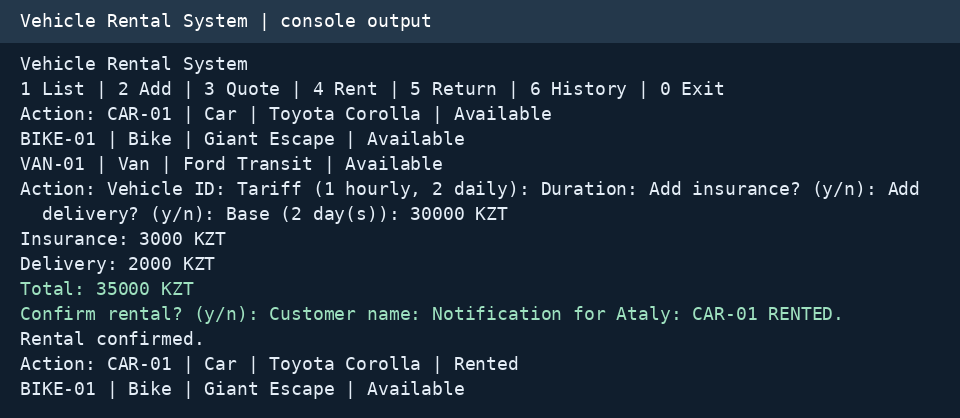 Vehicle Rental System | console output
Vehicle Rental System
1 List | 2 Add | 3 Quote | 4 Rent | 5 Return | 6 History | 0 Exit
Action: CAR-01 | Car | Toyota Corolla | Available
BIKE-01 | Bike | Giant Escape | Available
VAN-01 | Van | Ford Transit | Available
Action: Vehicle ID: Tariff (1 hourly, 2 daily): Duration: Add insurance? (y/n): Add
delivery? (y/n): Base (2 day(s)): 30000 KZT
Insurance: 3000 KZT
Delivery: 2000 KZT
Total: 35000 KZT
Confirm rental? (y/n): Customer name: Notification for Ataly: CAR-01 RENTED.
Rental confirmed.
Action: CAR-01 | Car | Toyota Corolla | Rented
BIKE-01 | Bike | Giant Escape | Available